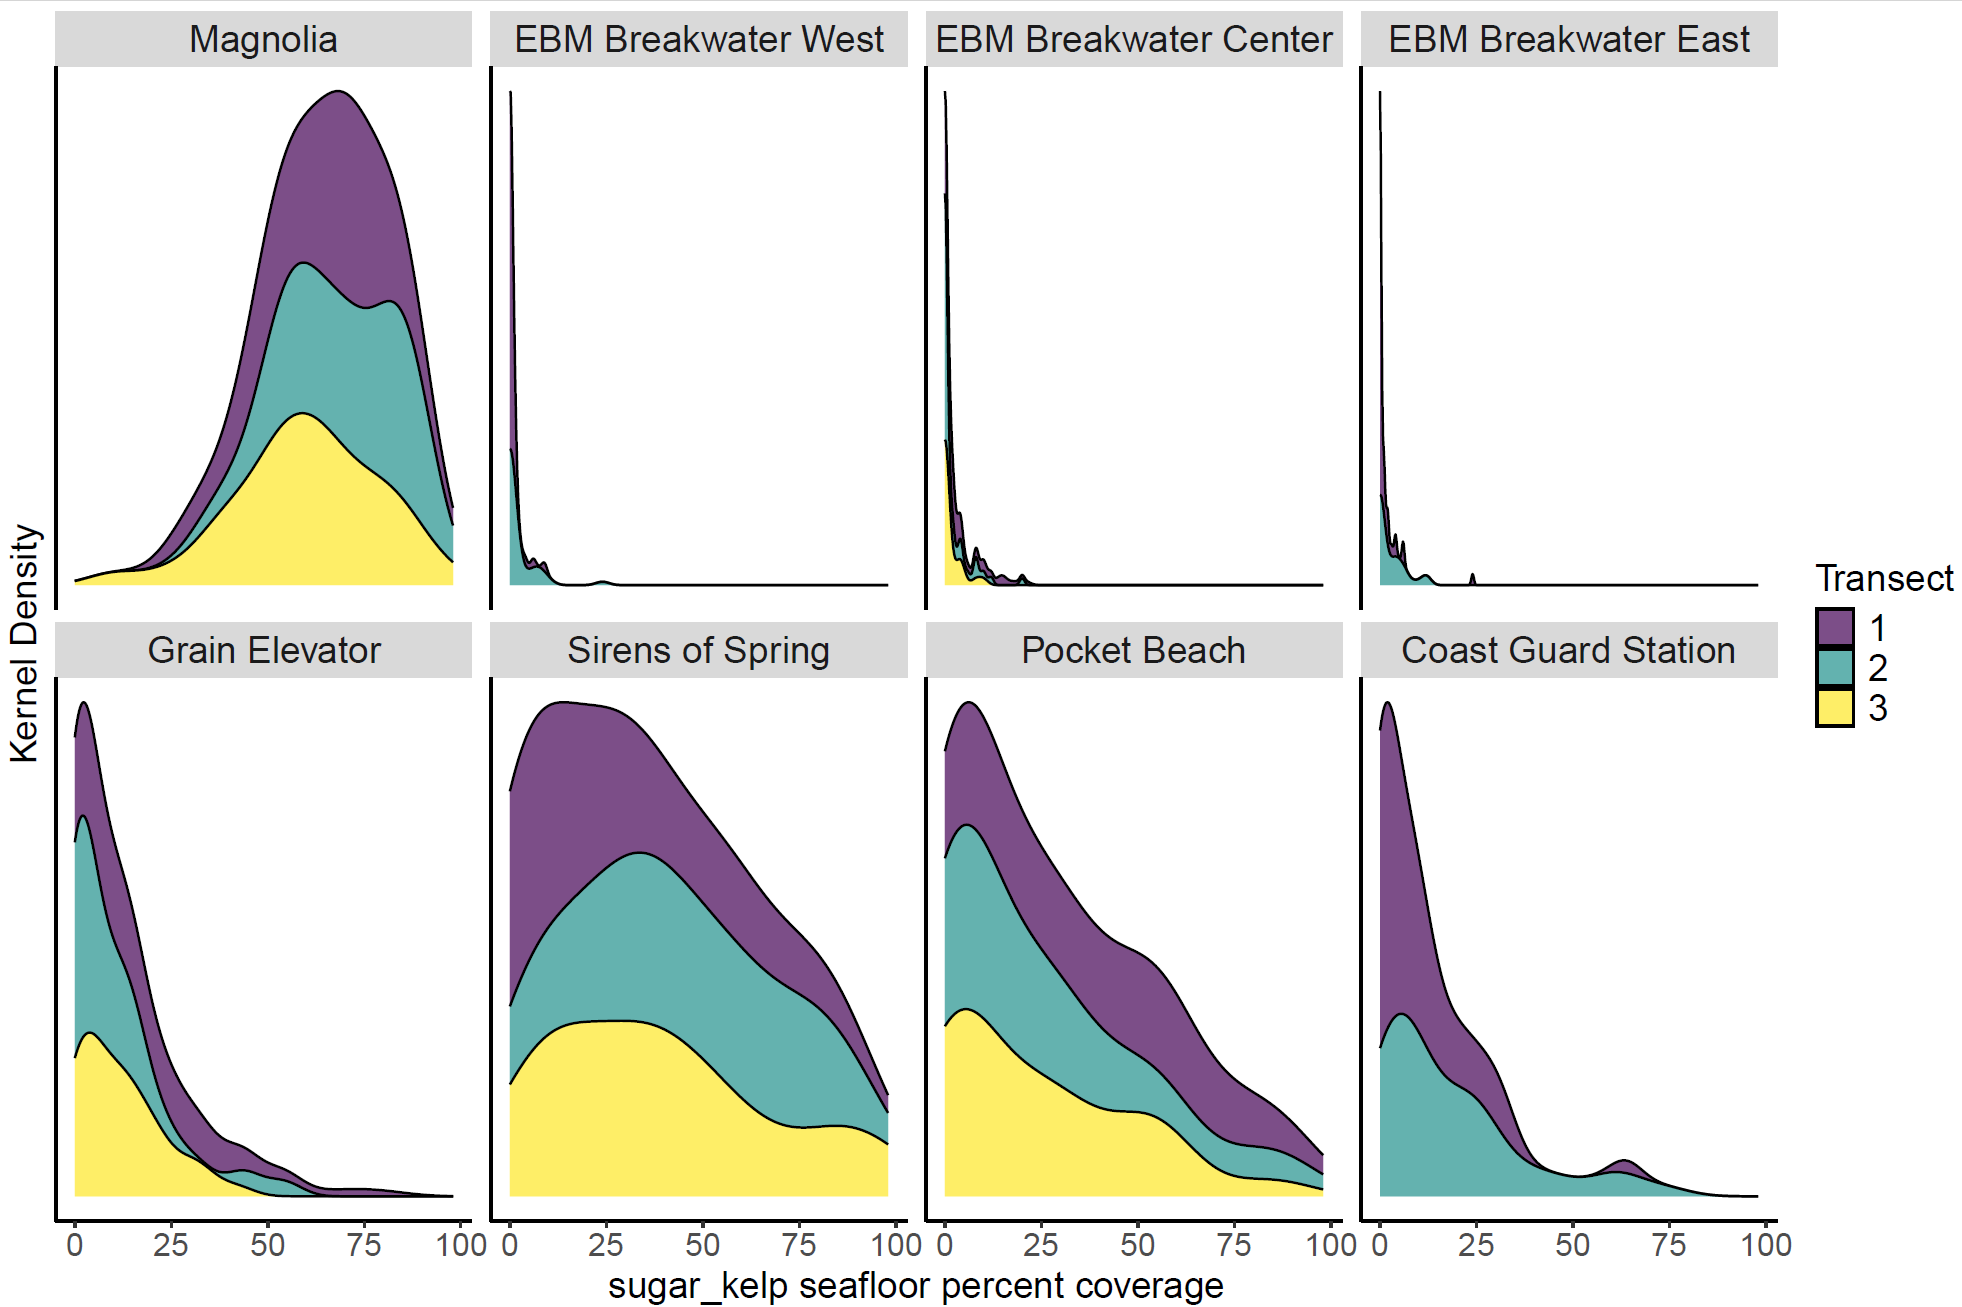 Magnolia
EBM Breakwater West
EBM Breakwater Center
EBM Breakwater East
Kernel Density
Grain Elevator
Sirens of Spring
Pocket Beach
Coast Guard Station
Transect
1
2
3
0 25 50 75 100
0 25 50 75 100
0 25 50 75 100
0 25 50 75 100
sugar_kelp seafloor percent coverage